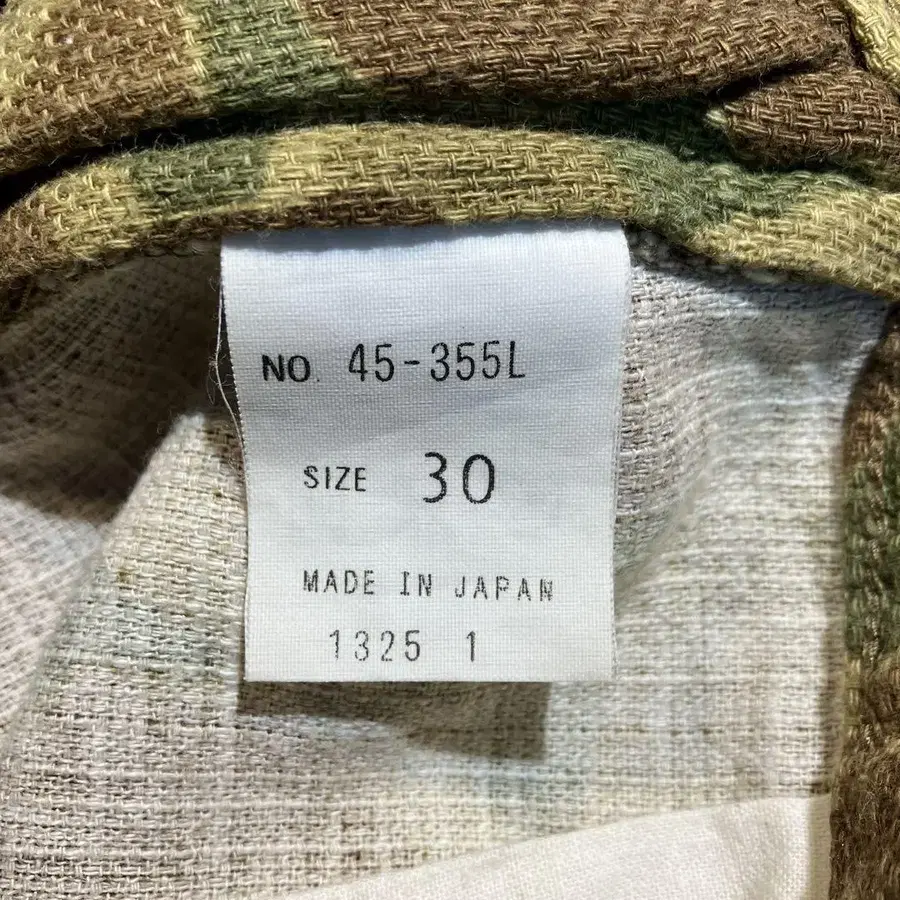 NO. 45-355L
SIZE 30
MADE IN JAPAN
1325 1